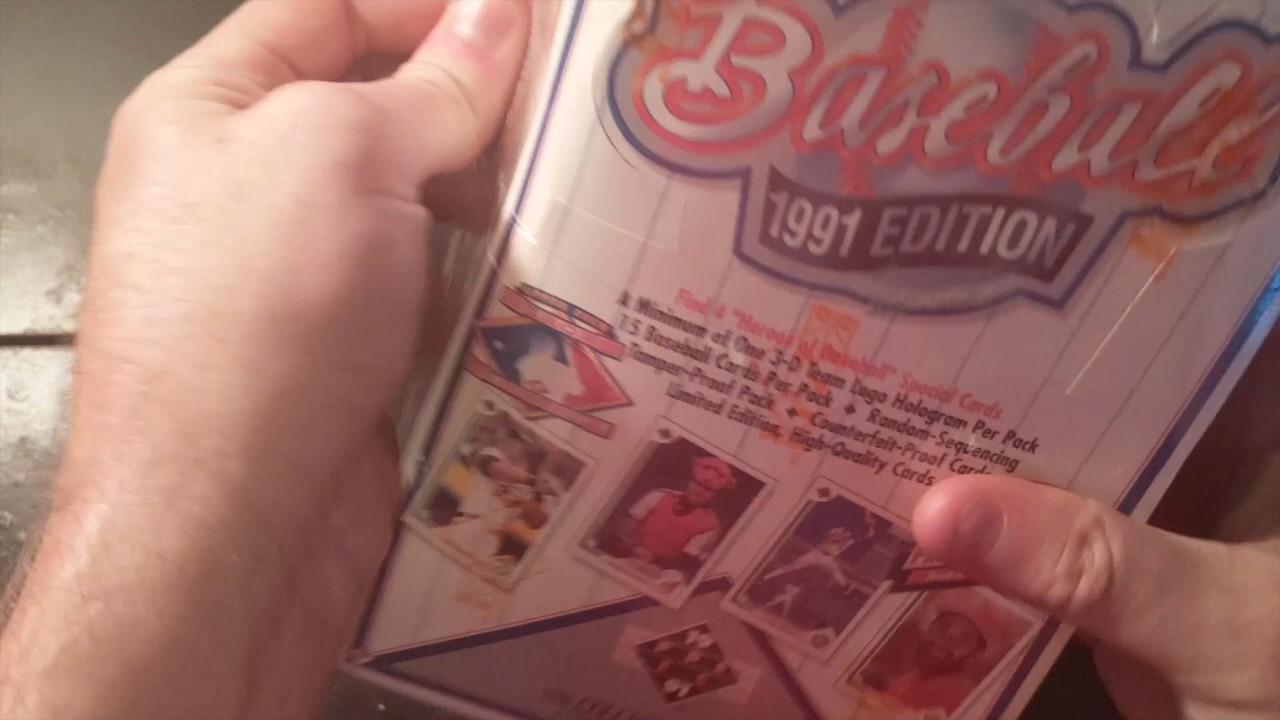 Baseball
1991 EDITION
Find 4 "Heroes of Baseball" Special Cards
A Minimum of One 3-D Team Logo Hologram Per Pack
15 Baseball Cards Per Pack ♦ Random-Sequencing
Tamper-Proof Pack ♦ Counterfeit-Proof Cards
Limited Edition, High-Quality Cards